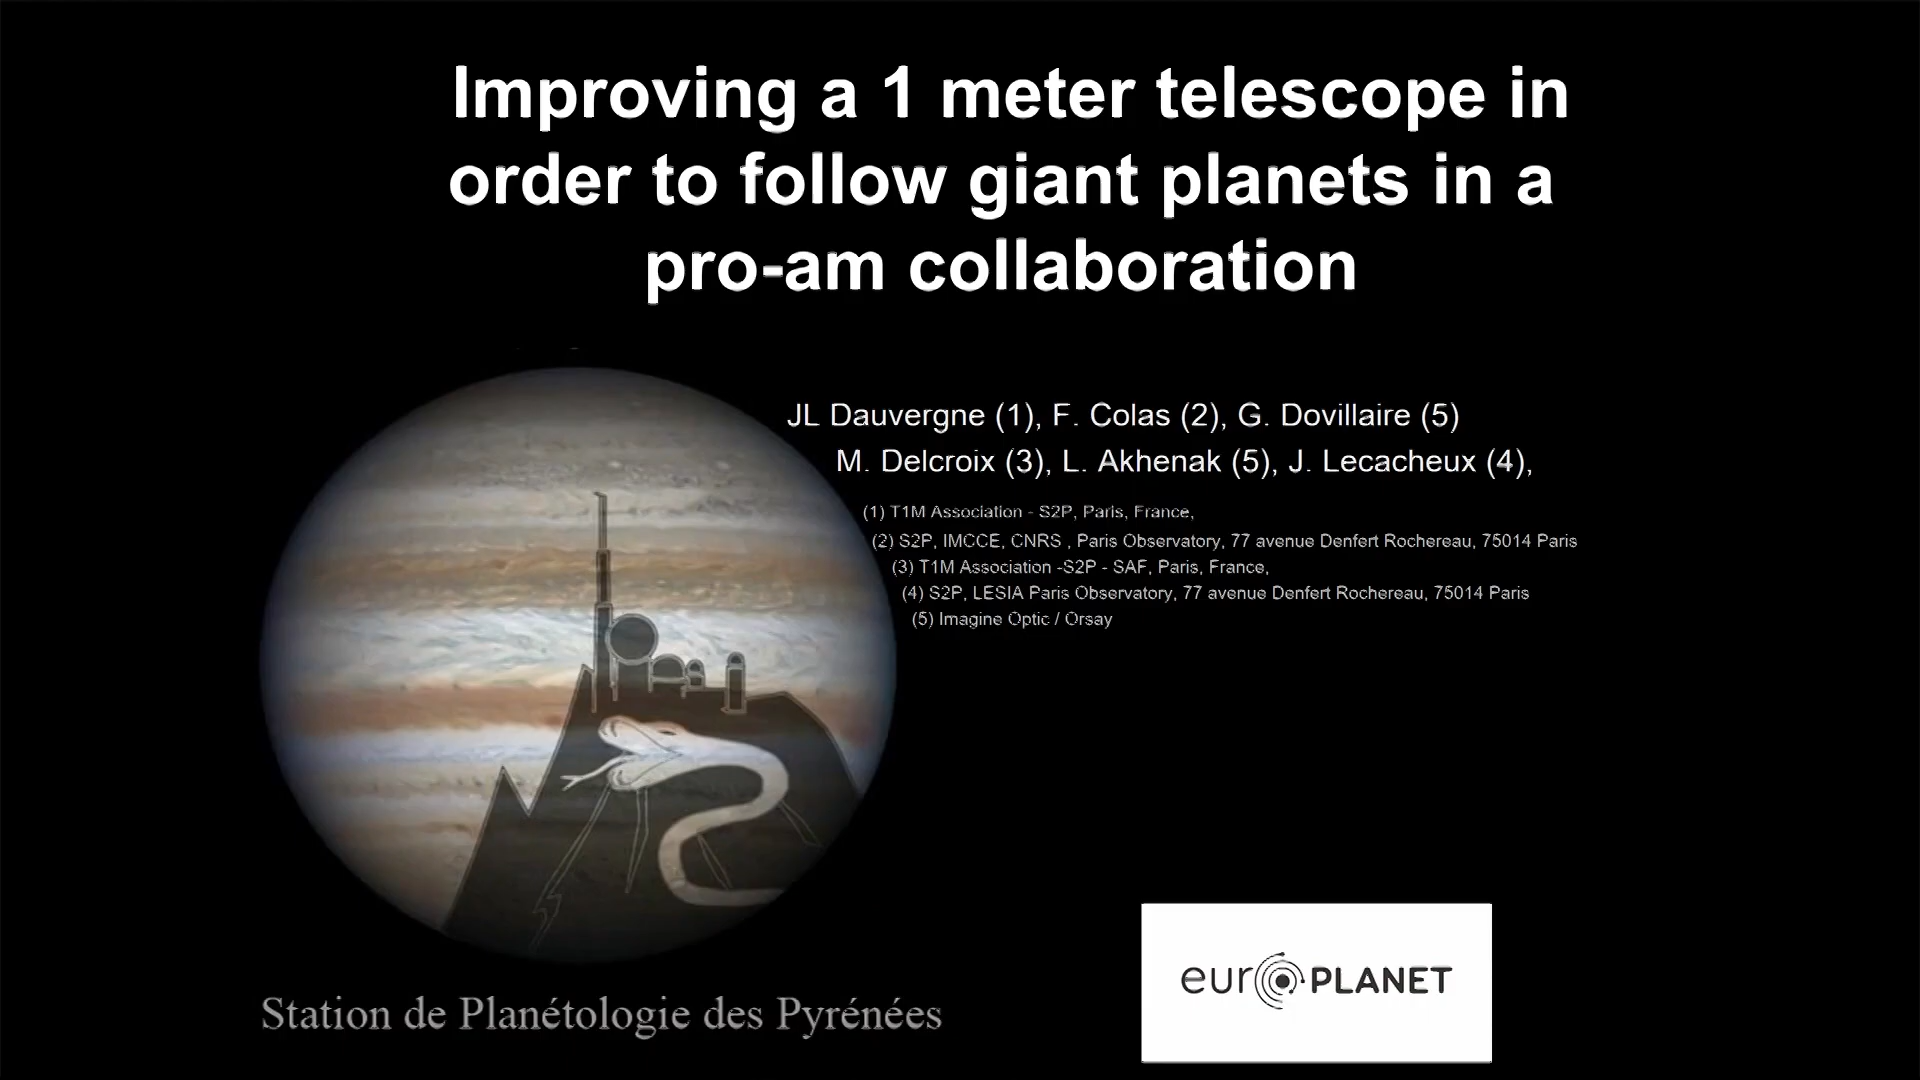 Improving a 1 meter telescope in
order to follow giant planets in a
pro-am collaboration
JL Dauvergne (1), F. Colas (2), G. Dovillaire (5)
M. Delcroix (3), L. Akhenak (5), J. Lecacheux (4),
(1) T1M Association - S2P, Paris, France,
(2) S2P, IMCCE, CNRS , Paris Observatory, 77 avenue Denfert Rochereau, 75014 Paris
(3) T1M Association -S2P - SAF, Paris, France,
(4) S2P, LESIA Paris Observatory, 77 avenue Denfert Rochereau, 75014 Paris
(5) Imagine Optic / Orsay
Station de Planétologie des Pyrénées
euroPLANET